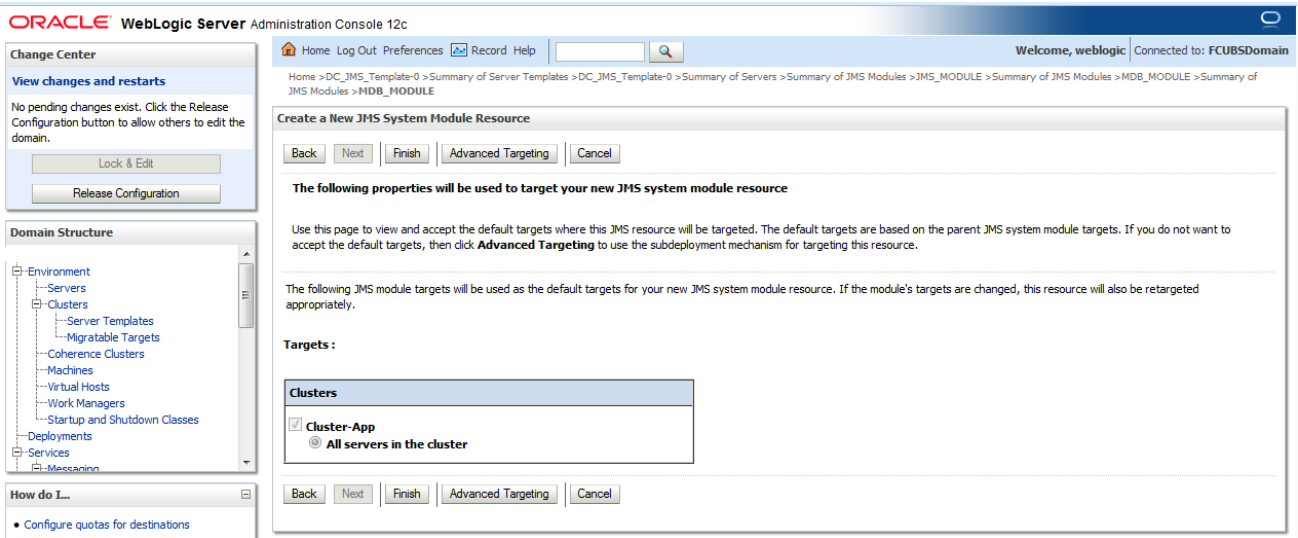 ORACLE WebLogic Server Administration Console 12c
Change Center
View changes and restarts
No pending changes exist. Click the Release
Configuration button to allow others to edit the
domain.
Lock & Edit
Release Configuration
Domain Structure
Environment
Servers
Clusters
Server Templates
Migratable Targets
Coherence Clusters
Machines
Virtual Hosts
Work Managers
Startup and Shutdown Classes
Deployments
Services
Messaging
How do I...
Configure quotas for destinations
Home Log Out Preferences Record Help
Welcome, weblogic Connected to: FCUBSDomain
Home >DC_JMS_Template-0 >Summary of Server Templates >DC_JMS_Template-0 >Summary of Servers >Summary of JMS Modules >JMS_MODULE >Summary of JMS Modules >MDB_MODULE >Summary of
JMS Modules >MDB_MODULE
Create a New JMS System Module Resource
Back Next Finish Advanced Targeting Cancel
The following properties will be used to target your new JMS system module resource
Use this page to view and accept the default targets where this JMS resource will be targeted. The default targets are based on the parent JMS system module targets. If you do not want to
accept the default targets, then click Advanced Targeting to use the subdeployment mechanism for targeting this resource.
The following JMS module targets will be used as the default targets for your new JMS system module resource. If the module's targets are changed, this resource will also be retargeted
appropriately.
Targets :
Clusters
Cluster-App
All servers in the cluster
Back Next Finish Advanced Targeting Cancel